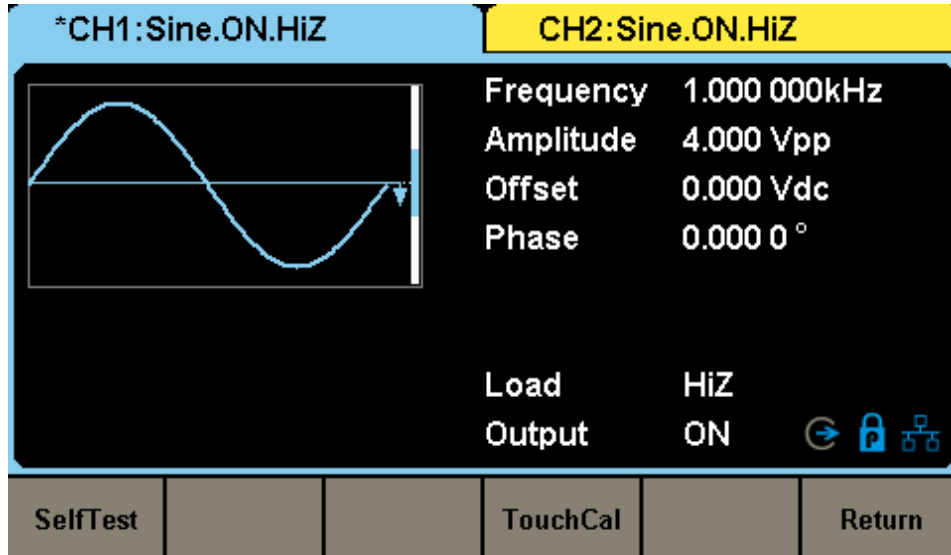 *CH1:Sine.ON.HiZ
CH2:Sine.ON.HiZ
Frequency 1.000 000kHz
Amplitude 4.000 Vpp
Offset 0.000 Vdc
Phase 0.000 0 °
Load HiZ
Output ON
P
SelfTest TouchCal Return